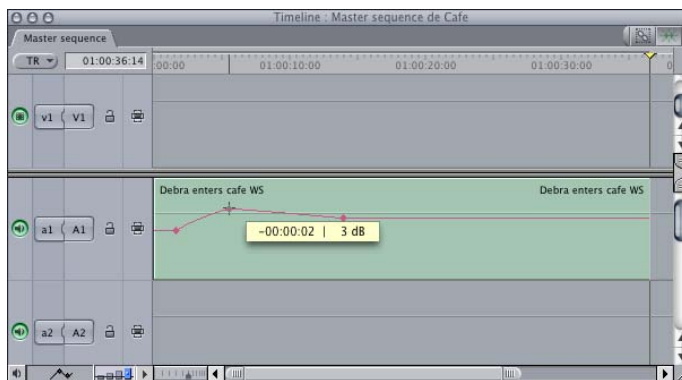 Timeline : Master sequence de Cafe
Master sequence
TR 01:00:36:14
:00:00 01:00:10:00 01:00:20:00 01:00:30:00 0
v1 V1
Debra enters cafe WS Debra enters cafe WS
a1 A1
-00:00:02 | 3 dB
a2 A2